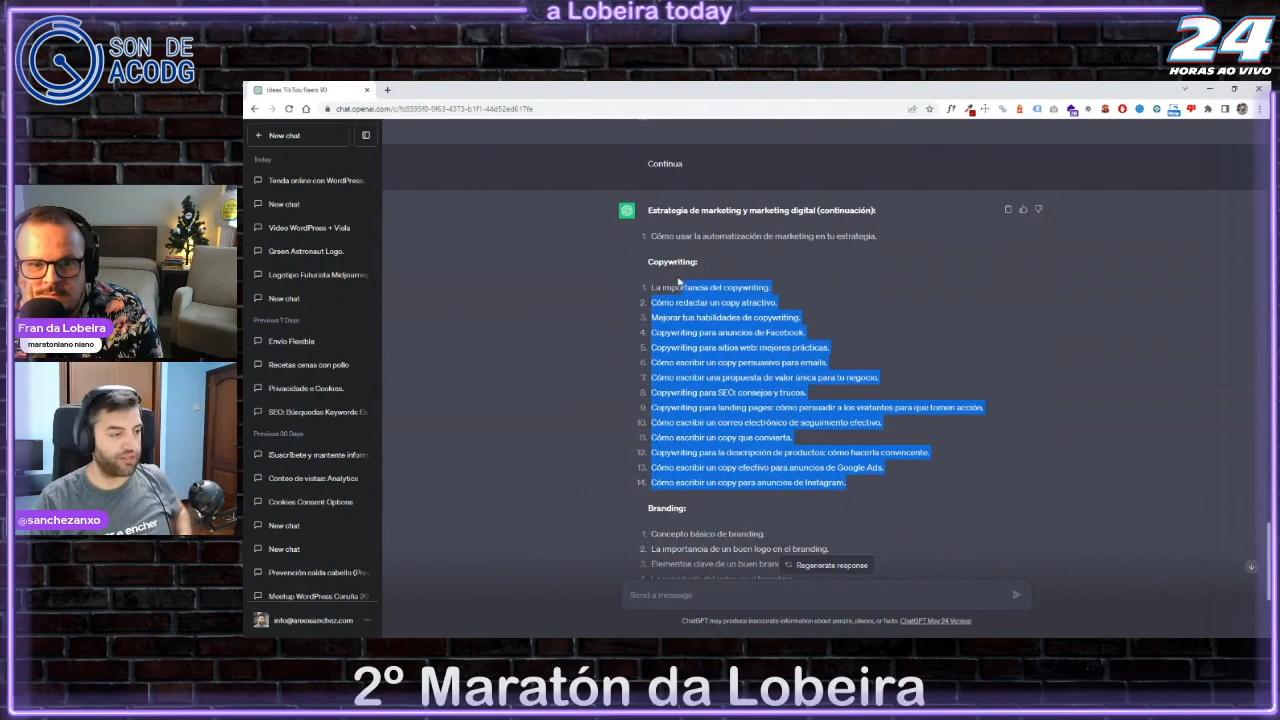 a Lobeira today
SON DE
ACODG
24
HORAS AO VIVO
Fran da Lobeira
maratoniano niano
@sanchezanxo
Ideas TikTok/Reels 90
chat.openai.com/c/fc8595f0-9f63-4373-b1f1-44d52ed617fe
New chat
Today
Tenda online con WordPress
New chat
Video WordPress + Visla
Green Astronaut Logo.
Logotipo Futurista Midjourney
New chat
Previous 7 Days
Envío Flexible
Recetas cenas con pollo
Privacidade e Cookies.
SEO: Búsquedas Keywords Es
Previous 30 Days
¡Suscríbete y mantente inform
Conteo de vistas: Analytics
Cookies Consent Options
New chat
New chat
Prevención caída cabello (Pre
Meetup WordPress Coruña 20
info@anxosanchez.com
Continua
Estrategia de marketing y marketing digital (continuación):
1. Cómo usar la automatización de marketing en tu estrategia.
Copywriting:
1. La importancia del copywriting.
2. Cómo redactar un copy atractivo.
3. Mejorar tus habilidades de copywriting.
4. Copywriting para anuncios de Facebook.
5. Copywriting para sitios web: mejores prácticas.
6. Cómo escribir un copy persuasivo para emails.
7. Cómo escribir una propuesta de valor única para tu negocio.
8. Copywriting para SEO: consejos y trucos.
9. Copywriting para landing pages: cómo persuadir a los visitantes para que tomen acción.
10. Cómo escribir un correo electrónico de seguimiento efectivo.
11. Cómo escribir un copy que convierta.
12. Copywriting para la descripción de productos: cómo hacerla convincente.
13. Cómo escribir un copy efectivo para anuncios de Google Ads.
14. Cómo escribir un copy para anuncios de Instagram.
Branding:
1. Concepto básico de branding.
2. La importancia de un buen logo en el branding.
3. Elementos clave de un buen bran
Regenerate response
Send a message
ChatGPT may produce inaccurate information about people, places, or facts. ChatGPT May 24 Version
2º Maratón da Lobeira